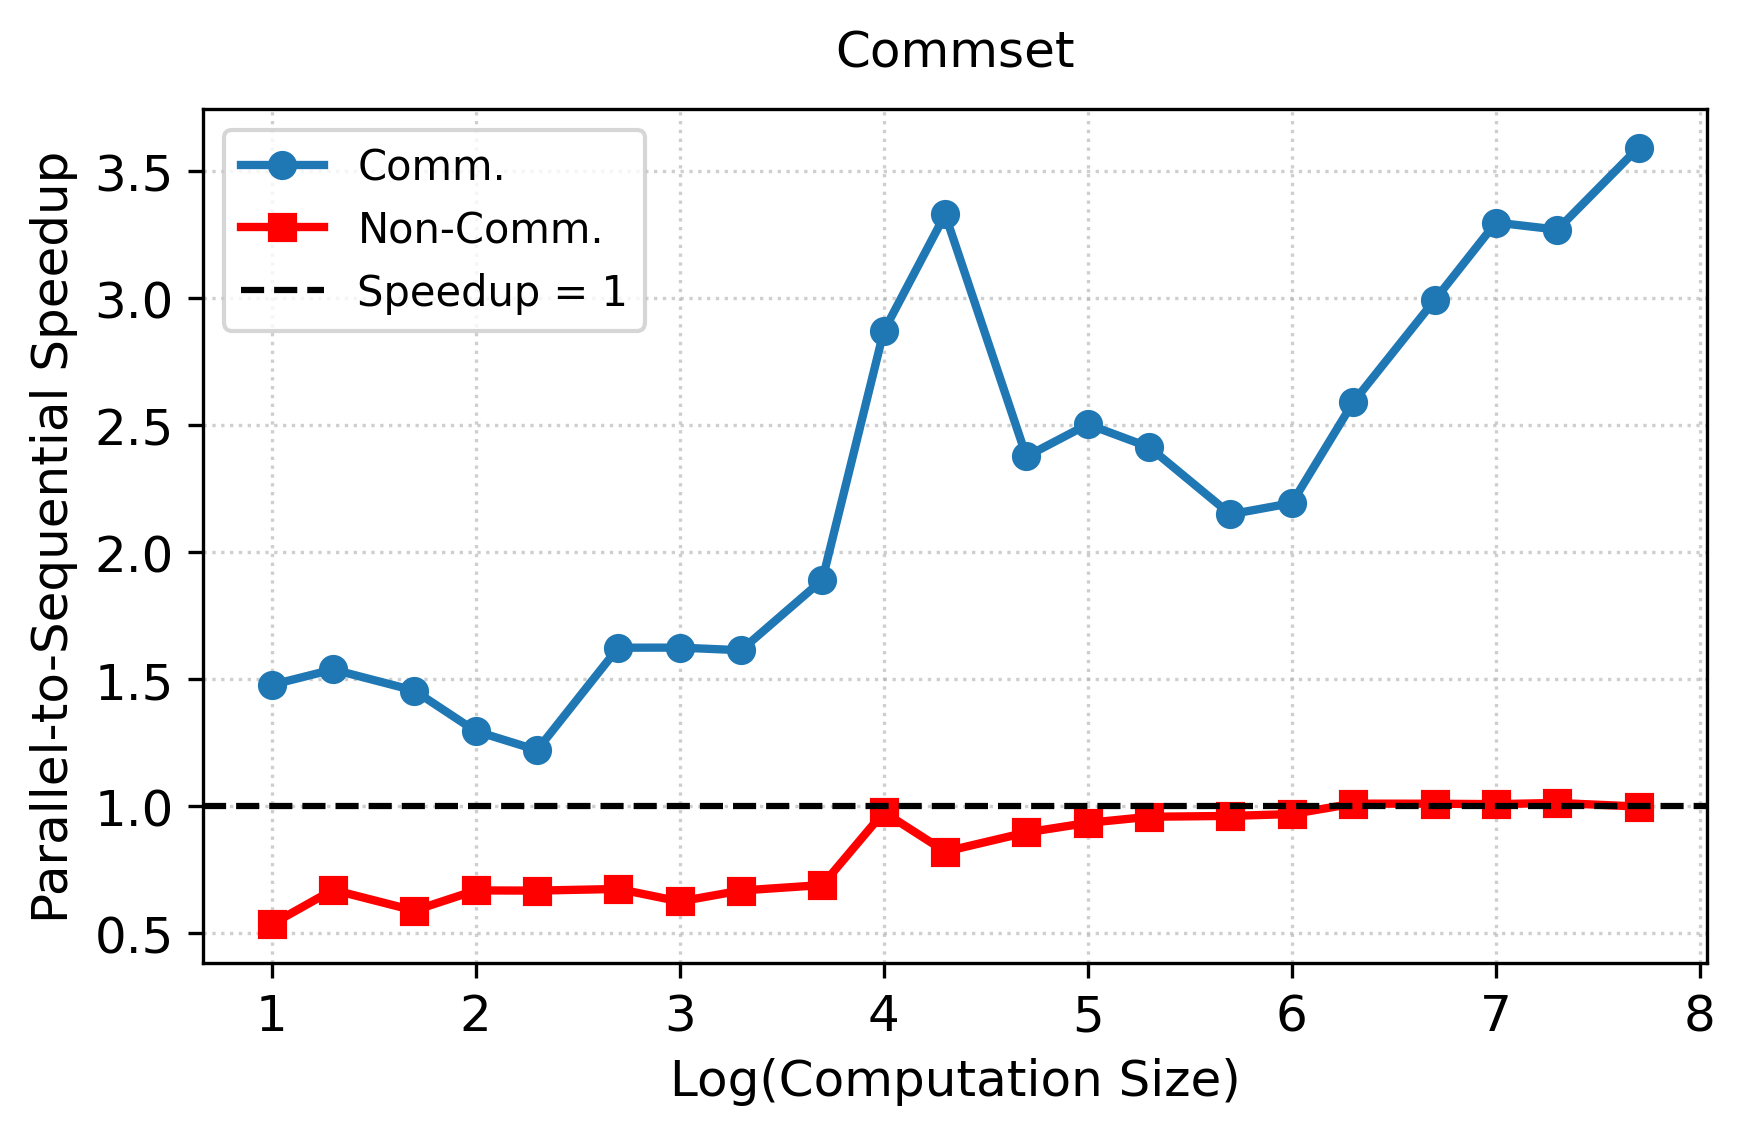 Commset
Comm.
Non-Comm.
Speedup = 1
Parallel-to-Sequential Speedup
3.5
3.0
2.5
2.0
1.5
1.0
0.5
1 2 3 4 5 6 7 8
Log(Computation Size)